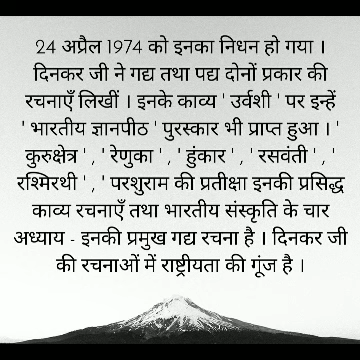 24 अप्रैल 1974 को इनका निधन हो गया ।
दिनकर जी ने गद्य तथा पद्य दोनों प्रकार की
रचनाएँ लिखीं । इनके काव्य ' उर्वशी ' पर इन्हें
' भारतीय ज्ञानपीठ ' पुरस्कार भी प्राप्त हुआ । '
कुरुक्षेत्र ' , ' रेणुका ' , ' हुंकार ' , ' रसवंती ' , '
रश्मिरथी ' , ' परशुराम की प्रतीक्षा इनकी प्रसिद्ध
काव्य रचनाएँ तथा भारतीय संस्कृति के चार
अध्याय - इनकी प्रमुख गद्य रचना है । दिनकर जी
की रचनाओं में राष्ट्रीयता की गूंज है ।